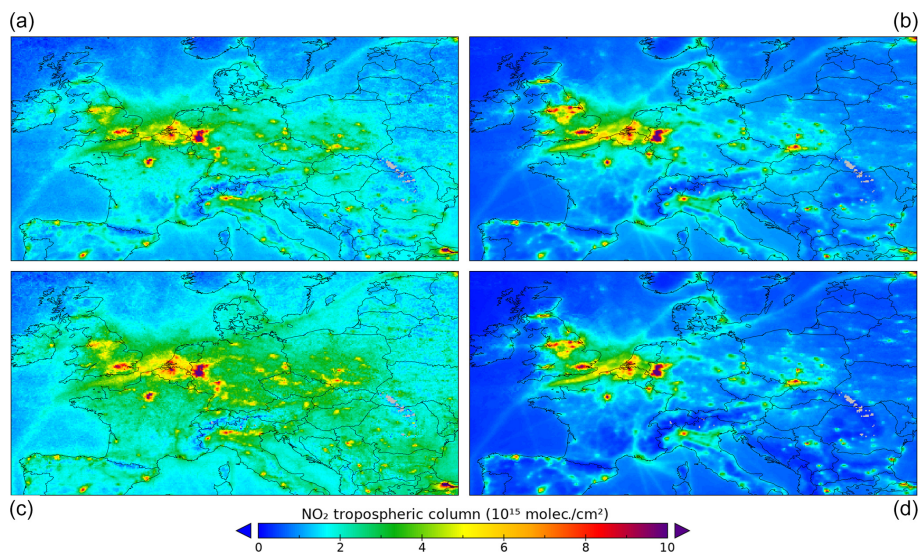 (a) (b)
(c) (d)
NO₂ tropospheric column (10¹⁵ molec./cm²)
0 2 4 6 8 10